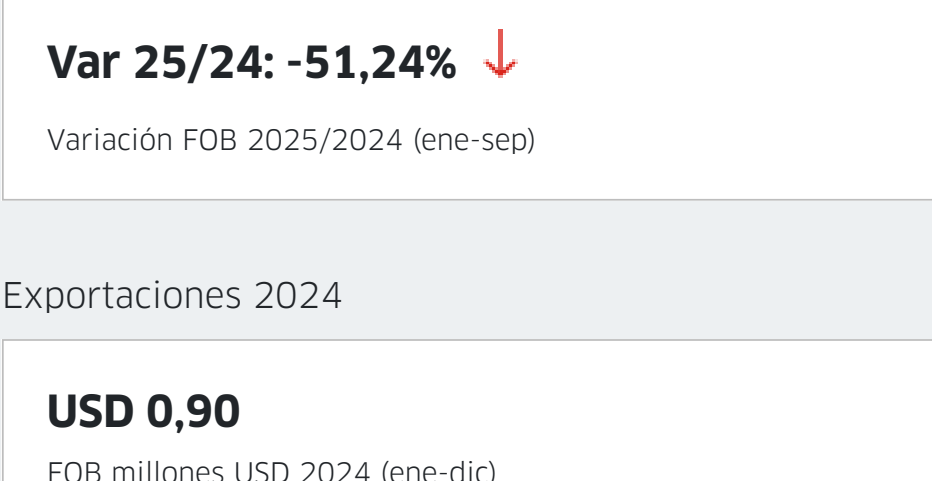 Var 25/24: -51,24%
Variación FOB 2025/2024 (ene-sep)
Exportaciones 2024
USD 0,90
FOB millones USD 2024 (ene-dic)